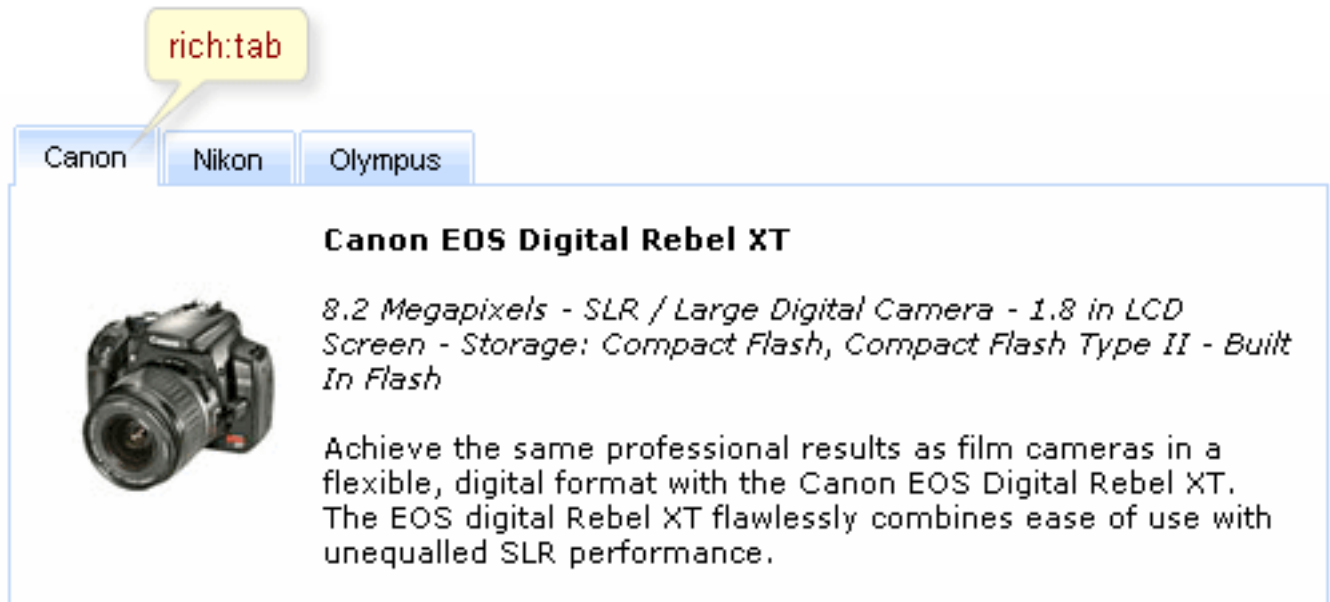 rich:tab
Canon Nikon Olympus
Canon EOS Digital Rebel XT
8.2 Megapixels - SLR / Large Digital Camera - 1.8 in LCD
Screen - Storage: Compact Flash, Compact Flash Type II - Built
In Flash
Achieve the same professional results as film cameras in a
flexible, digital format with the Canon EOS Digital Rebel XT.
The EOS digital Rebel XT flawlessly combines ease of use with
unequalled SLR performance.